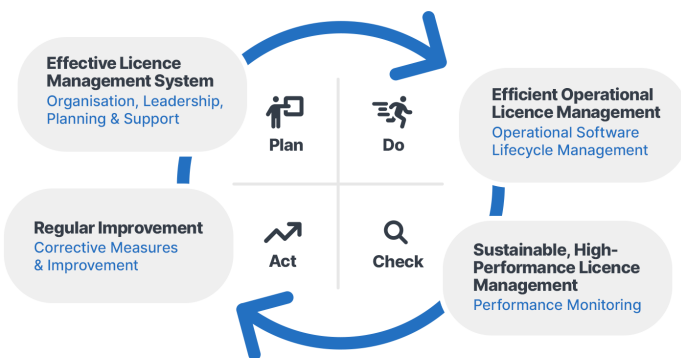 Effective Licence
Management System
Organisation, Leadership,
Planning & Support
Plan
Do
Efficient Operational
Licence Management
Operational Software
Lifecycle Management
Regular Improvement
Corrective Measures
& Improvement
Act
Check
Sustainable, High-
Performance Licence
Management
Performance Monitoring